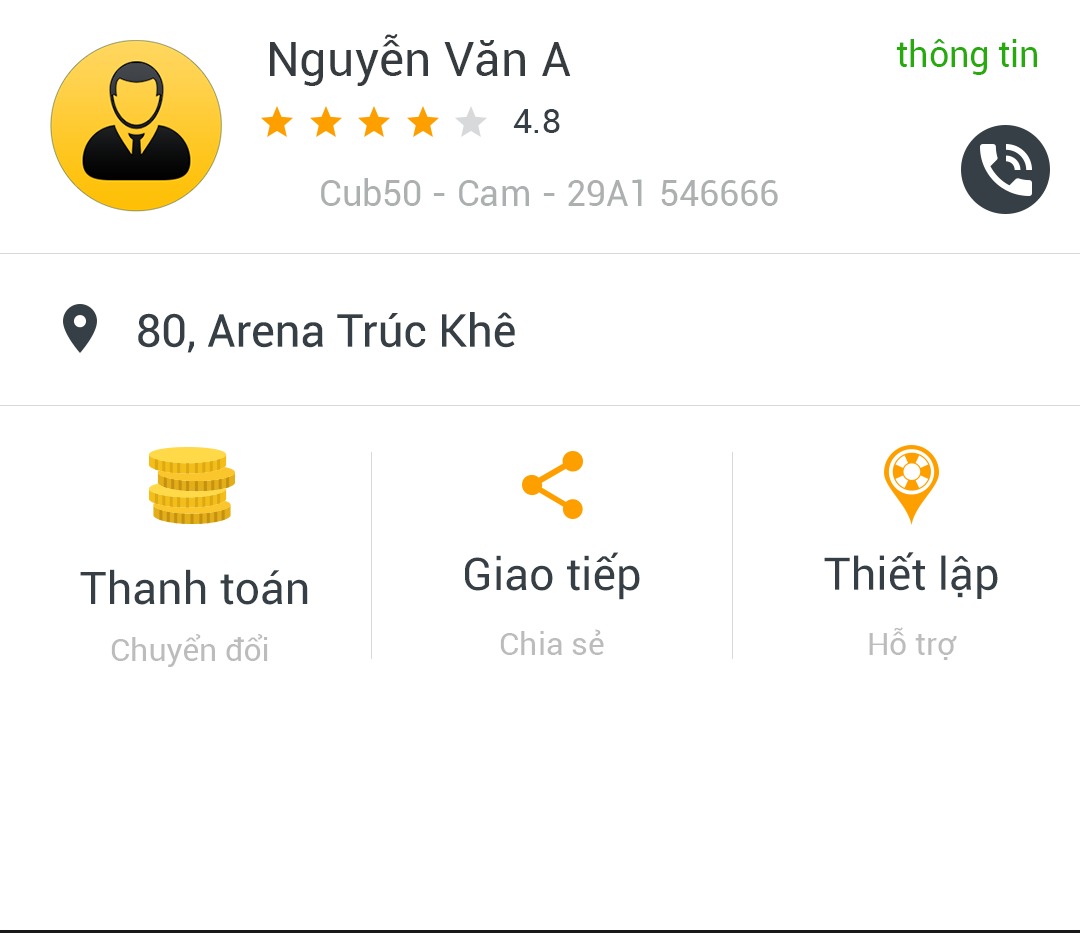 Nguyễn Văn A
thông tin
4.8
Cub50 - Cam - 29A1 546666
80, Arena Trúc Khê
Thanh toán
Chuyển đổi
Giao tiếp
Chia sẻ
Thiết lập
Hỗ trợ